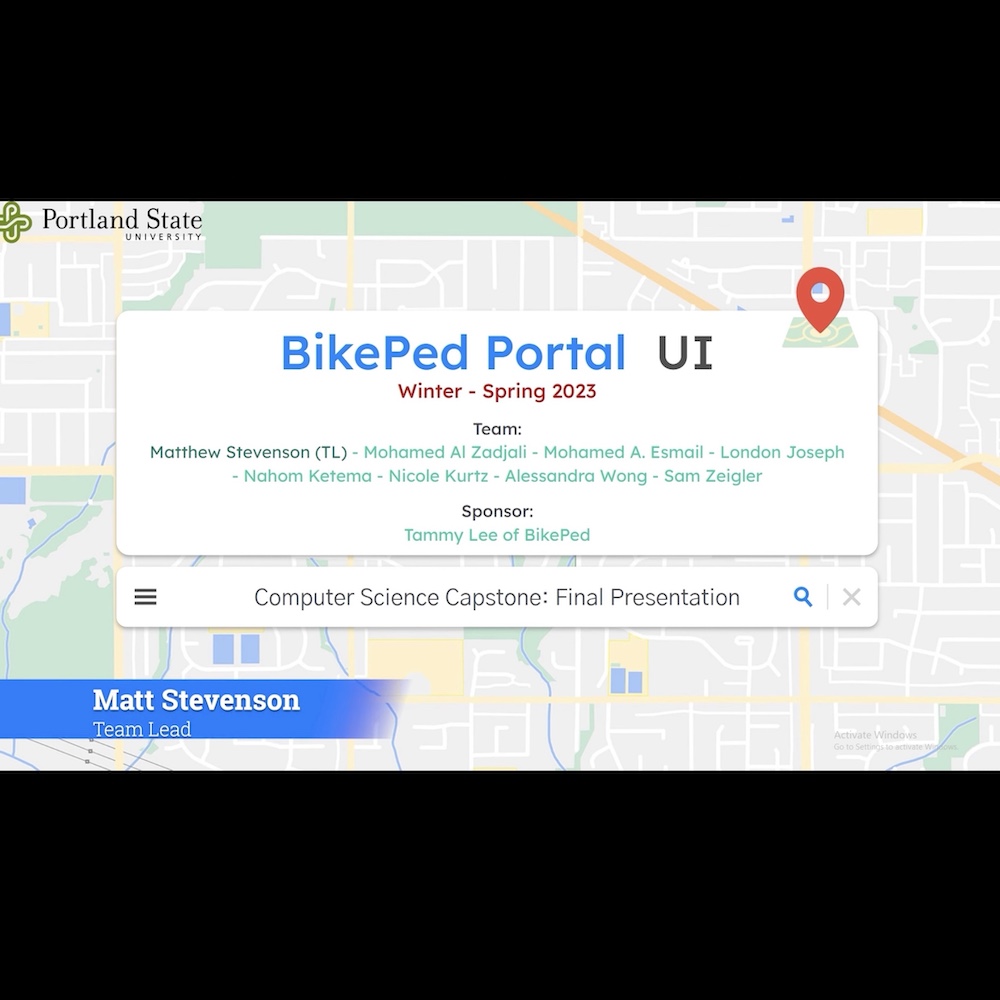 Portland State
UNIVERSITY
BikePed Portal UI
Winter - Spring 2023
Team:
Matthew Stevenson (TL) - Mohamed Al Zadjali - Mohamed A. Esmail - London Joseph
- Nahom Ketema - Nicole Kurtz - Alessandra Wong - Sam Zeigler
Sponsor:
Tammy Lee of BikePed
Computer Science Capstone: Final Presentation
Matt Stevenson
Team Lead
Activate Windows
Go to Settings to activate Windows.